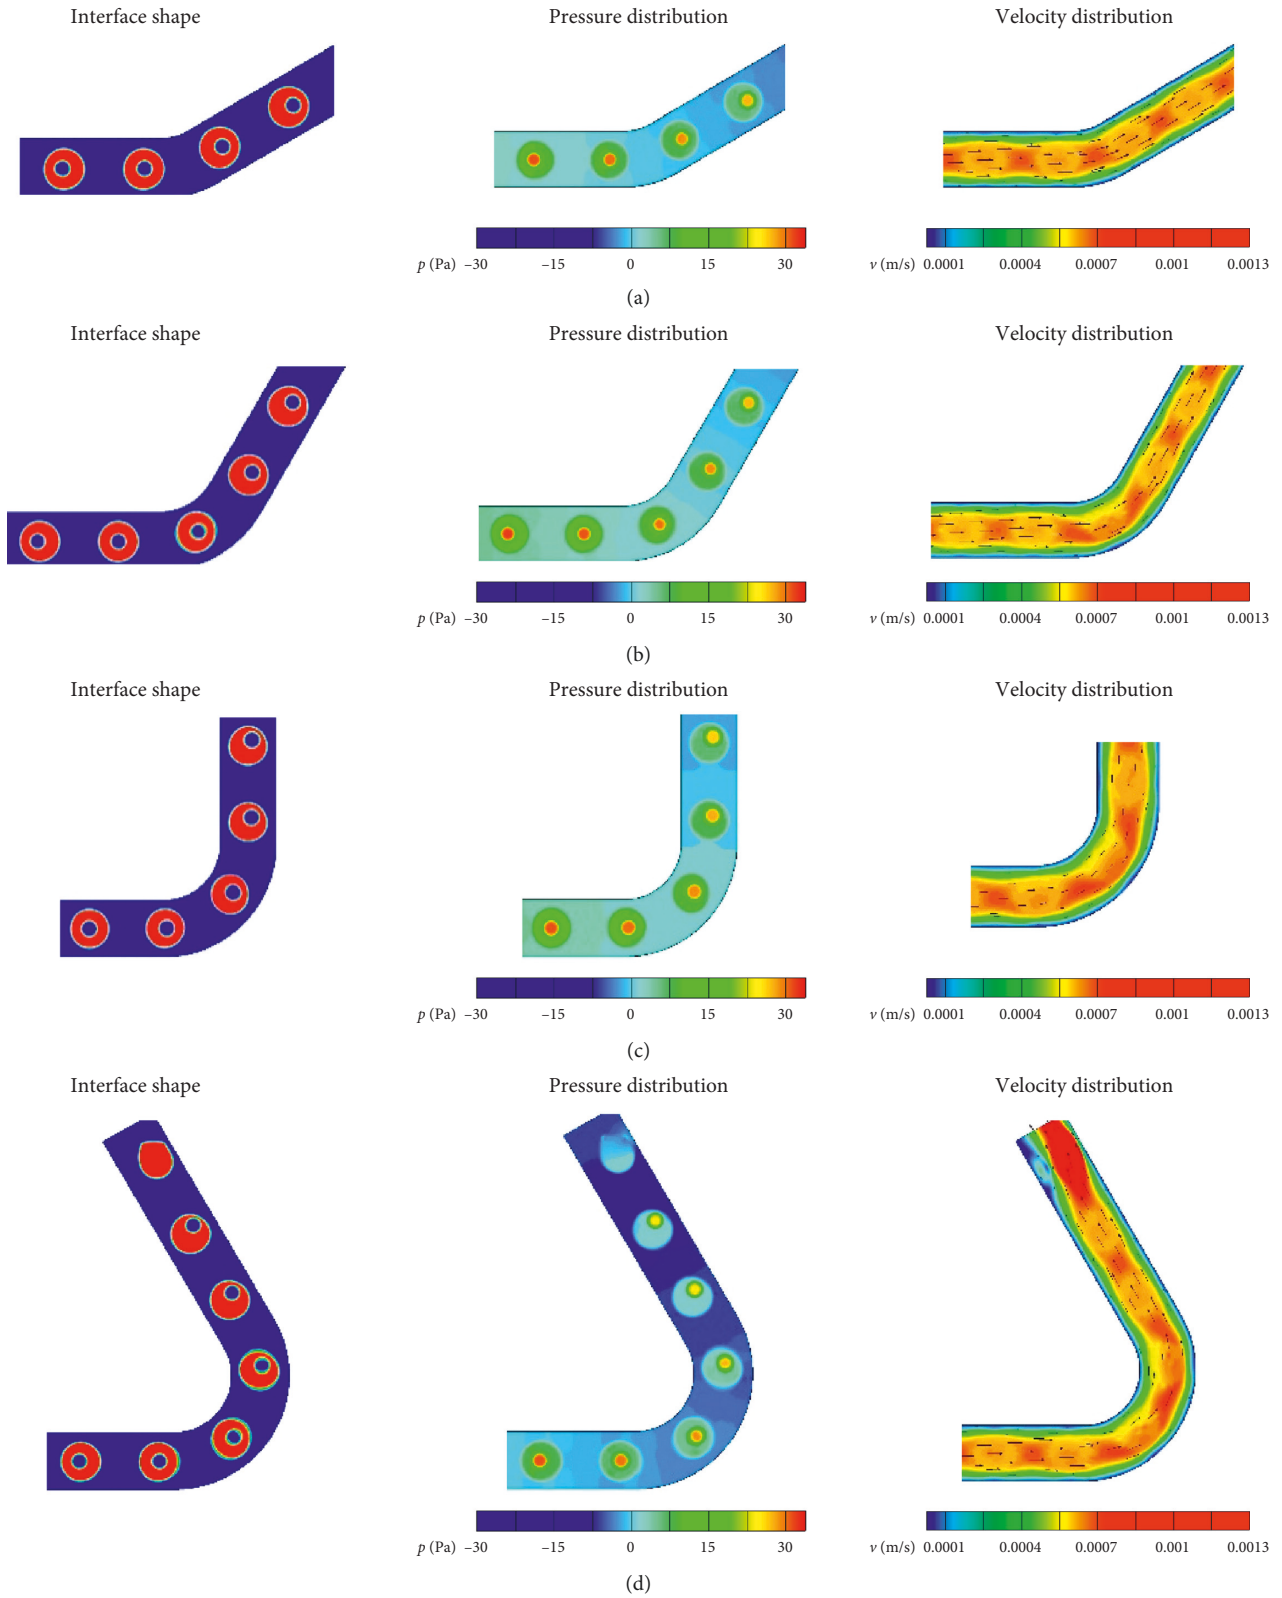 Interface shape Pressure distribution Velocity distribution
p (Pa) –30 –15 0 15 30 v (m/s) 0.0001 0.0004 0.0007 0.001 0.0013
(a)
Interface shape Pressure distribution Velocity distribution
p (Pa) –30 –15 0 15 30 v (m/s) 0.0001 0.0004 0.0007 0.001 0.0013
(b)
Interface shape Pressure distribution Velocity distribution
p (Pa) –30 –15 0 15 30 v (m/s) 0.0001 0.0004 0.0007 0.001 0.0013
(c)
Interface shape Pressure distribution Velocity distribution
p (Pa) –30 –15 0 15 30 v (m/s) 0.0001 0.0004 0.0007 0.001 0.0013
(d)